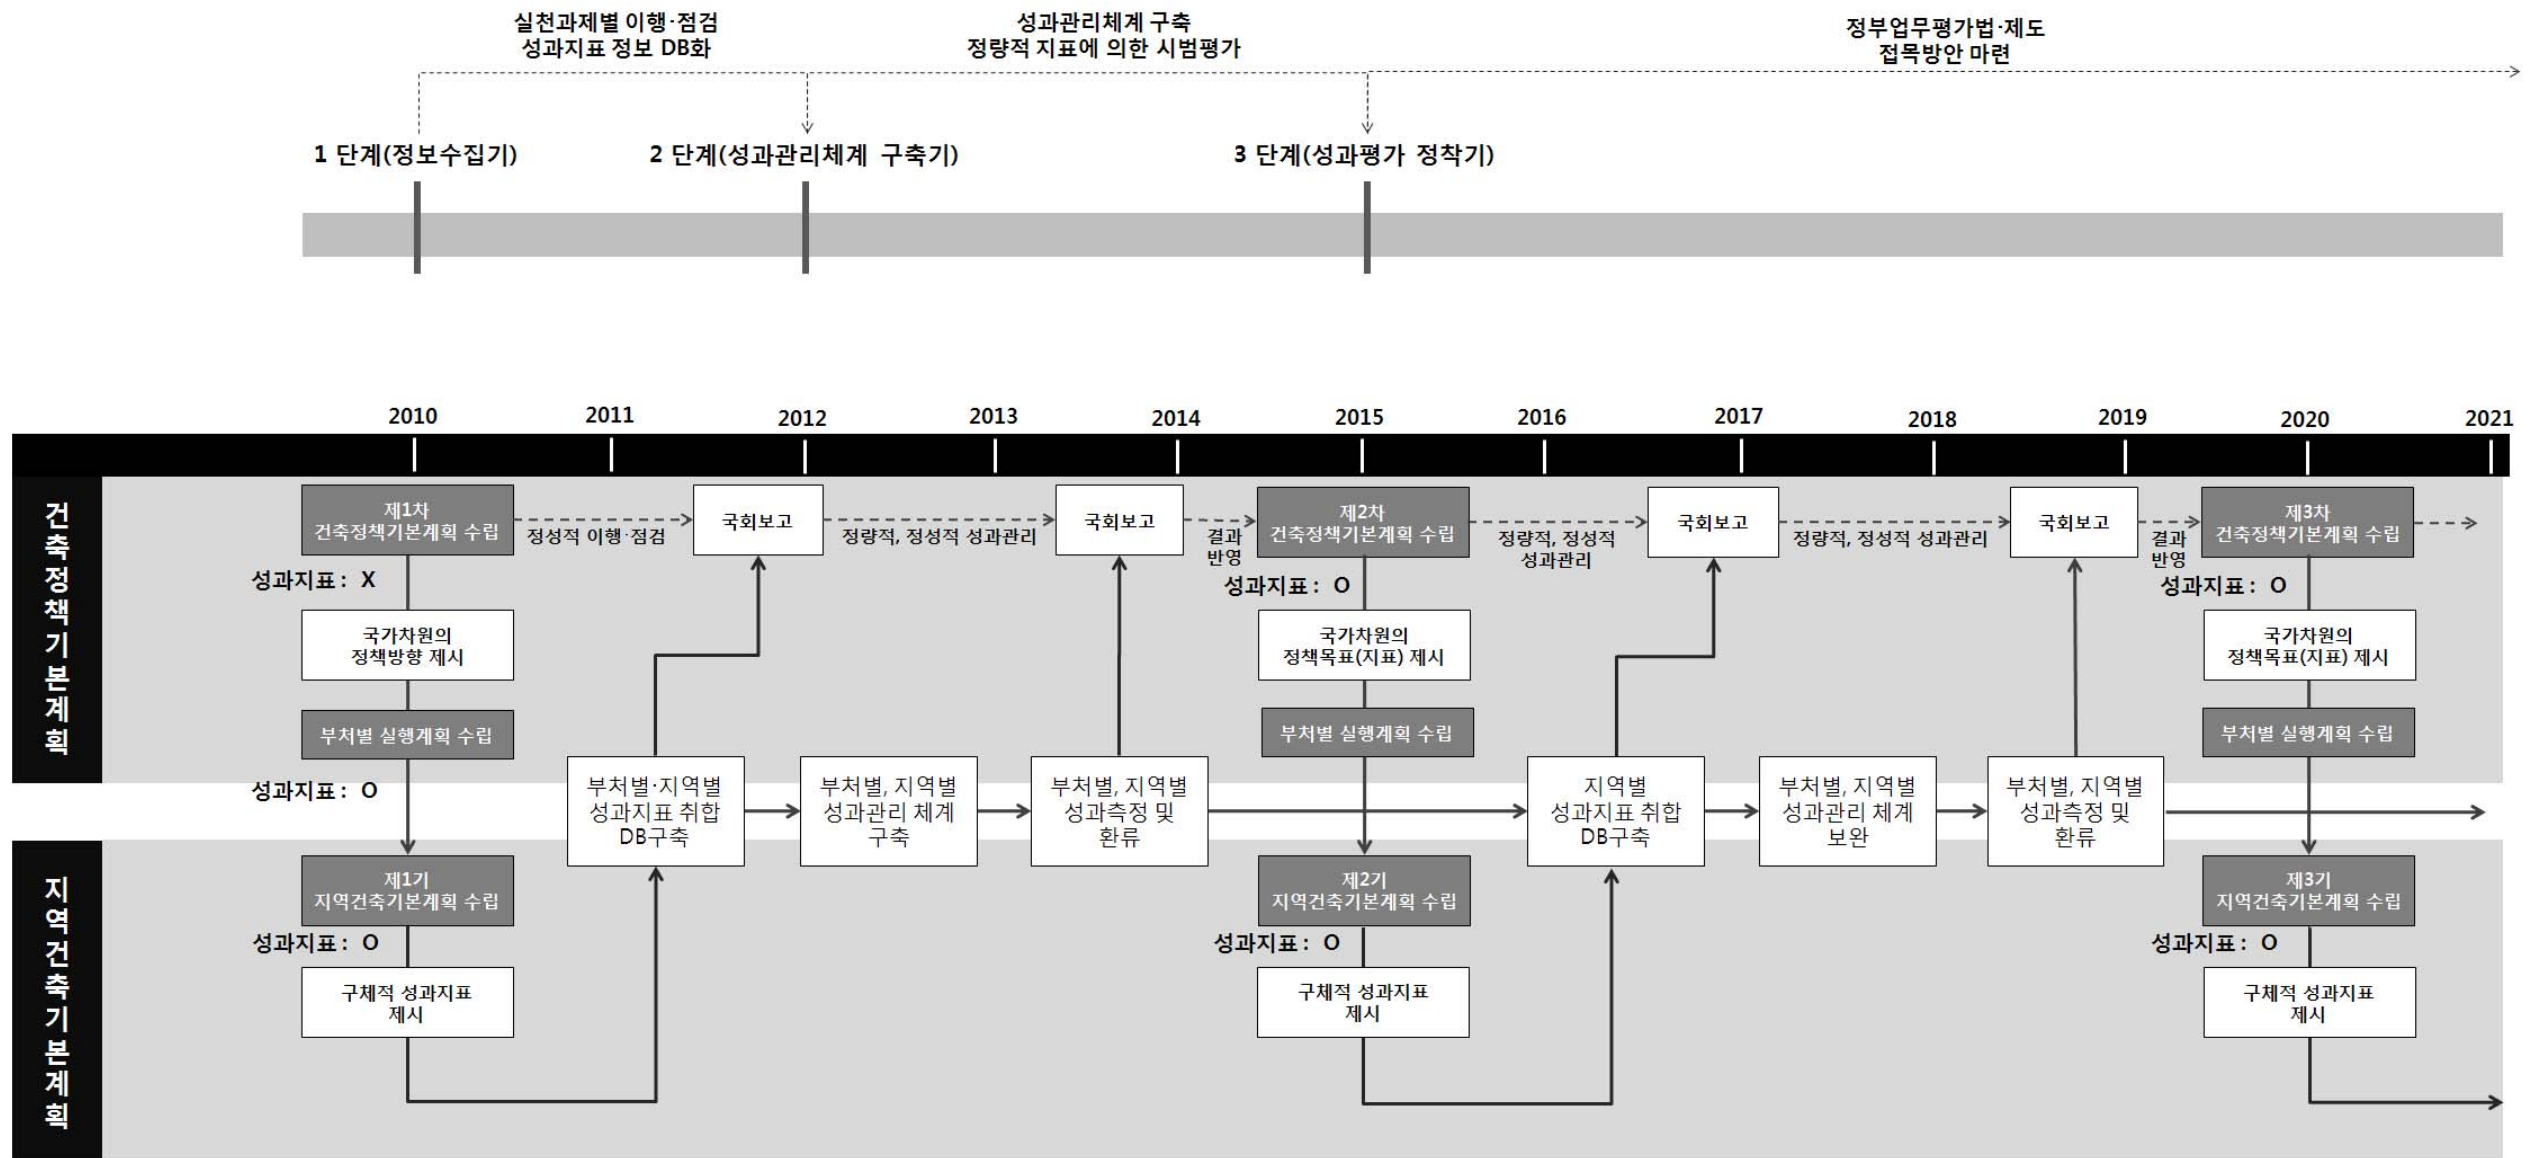 실천과제별 이행·점검
성과지표 정보 DB화
성과관리체계 구축
정량적 지표에 의한 시범평가
정부업무평가법·제도
접목방안 마련
1 단계(정보수집기)
2 단계(성과관리체계 구축기)
3 단계(성과평가 정착기)
2010
2011
2012
2013
2014
2015
2016
2017
2018
2019
2020
2021
건축정책기본계획
제1차
건축정책기본계획 수립
정성적 이행·점검
국회보고
정량적, 정성적 성과관리
국회보고
결과
반영
제2차
건축정책기본계획 수립
정량적, 정성적
성과관리
국회보고
정량적, 정성적 성과관리
국회보고
결과
반영
제3차
건축정책기본계획 수립
성과지표 : X
성과지표 : O
성과지표 : O
국가차원의
정책방향 제시
국가차원의
정책목표(지표) 제시
국가차원의
정책목표(지표) 제시
부처별 실행계획 수립
부처별 실행계획 수립
부처별 실행계획 수립
성과지표 : O
부처별·지역별
성과지표 취합
DB구축
부처별, 지역별
성과관리 체계
구축
부처별, 지역별
성과측정 및
환류
지역별
성과지표 취합
DB구축
부처별, 지역별
성과관리 체계
보완
부처별, 지역별
성과측정 및
환류
지역건축기본계획
제1기
지역건축기본계획 수립
제2기
지역건축기본계획 수립
제3기
지역건축기본계획 수립
성과지표 : O
성과지표 : O
성과지표 : O
구체적 성과지표
제시
구체적 성과지표
제시
구체적 성과지표
제시